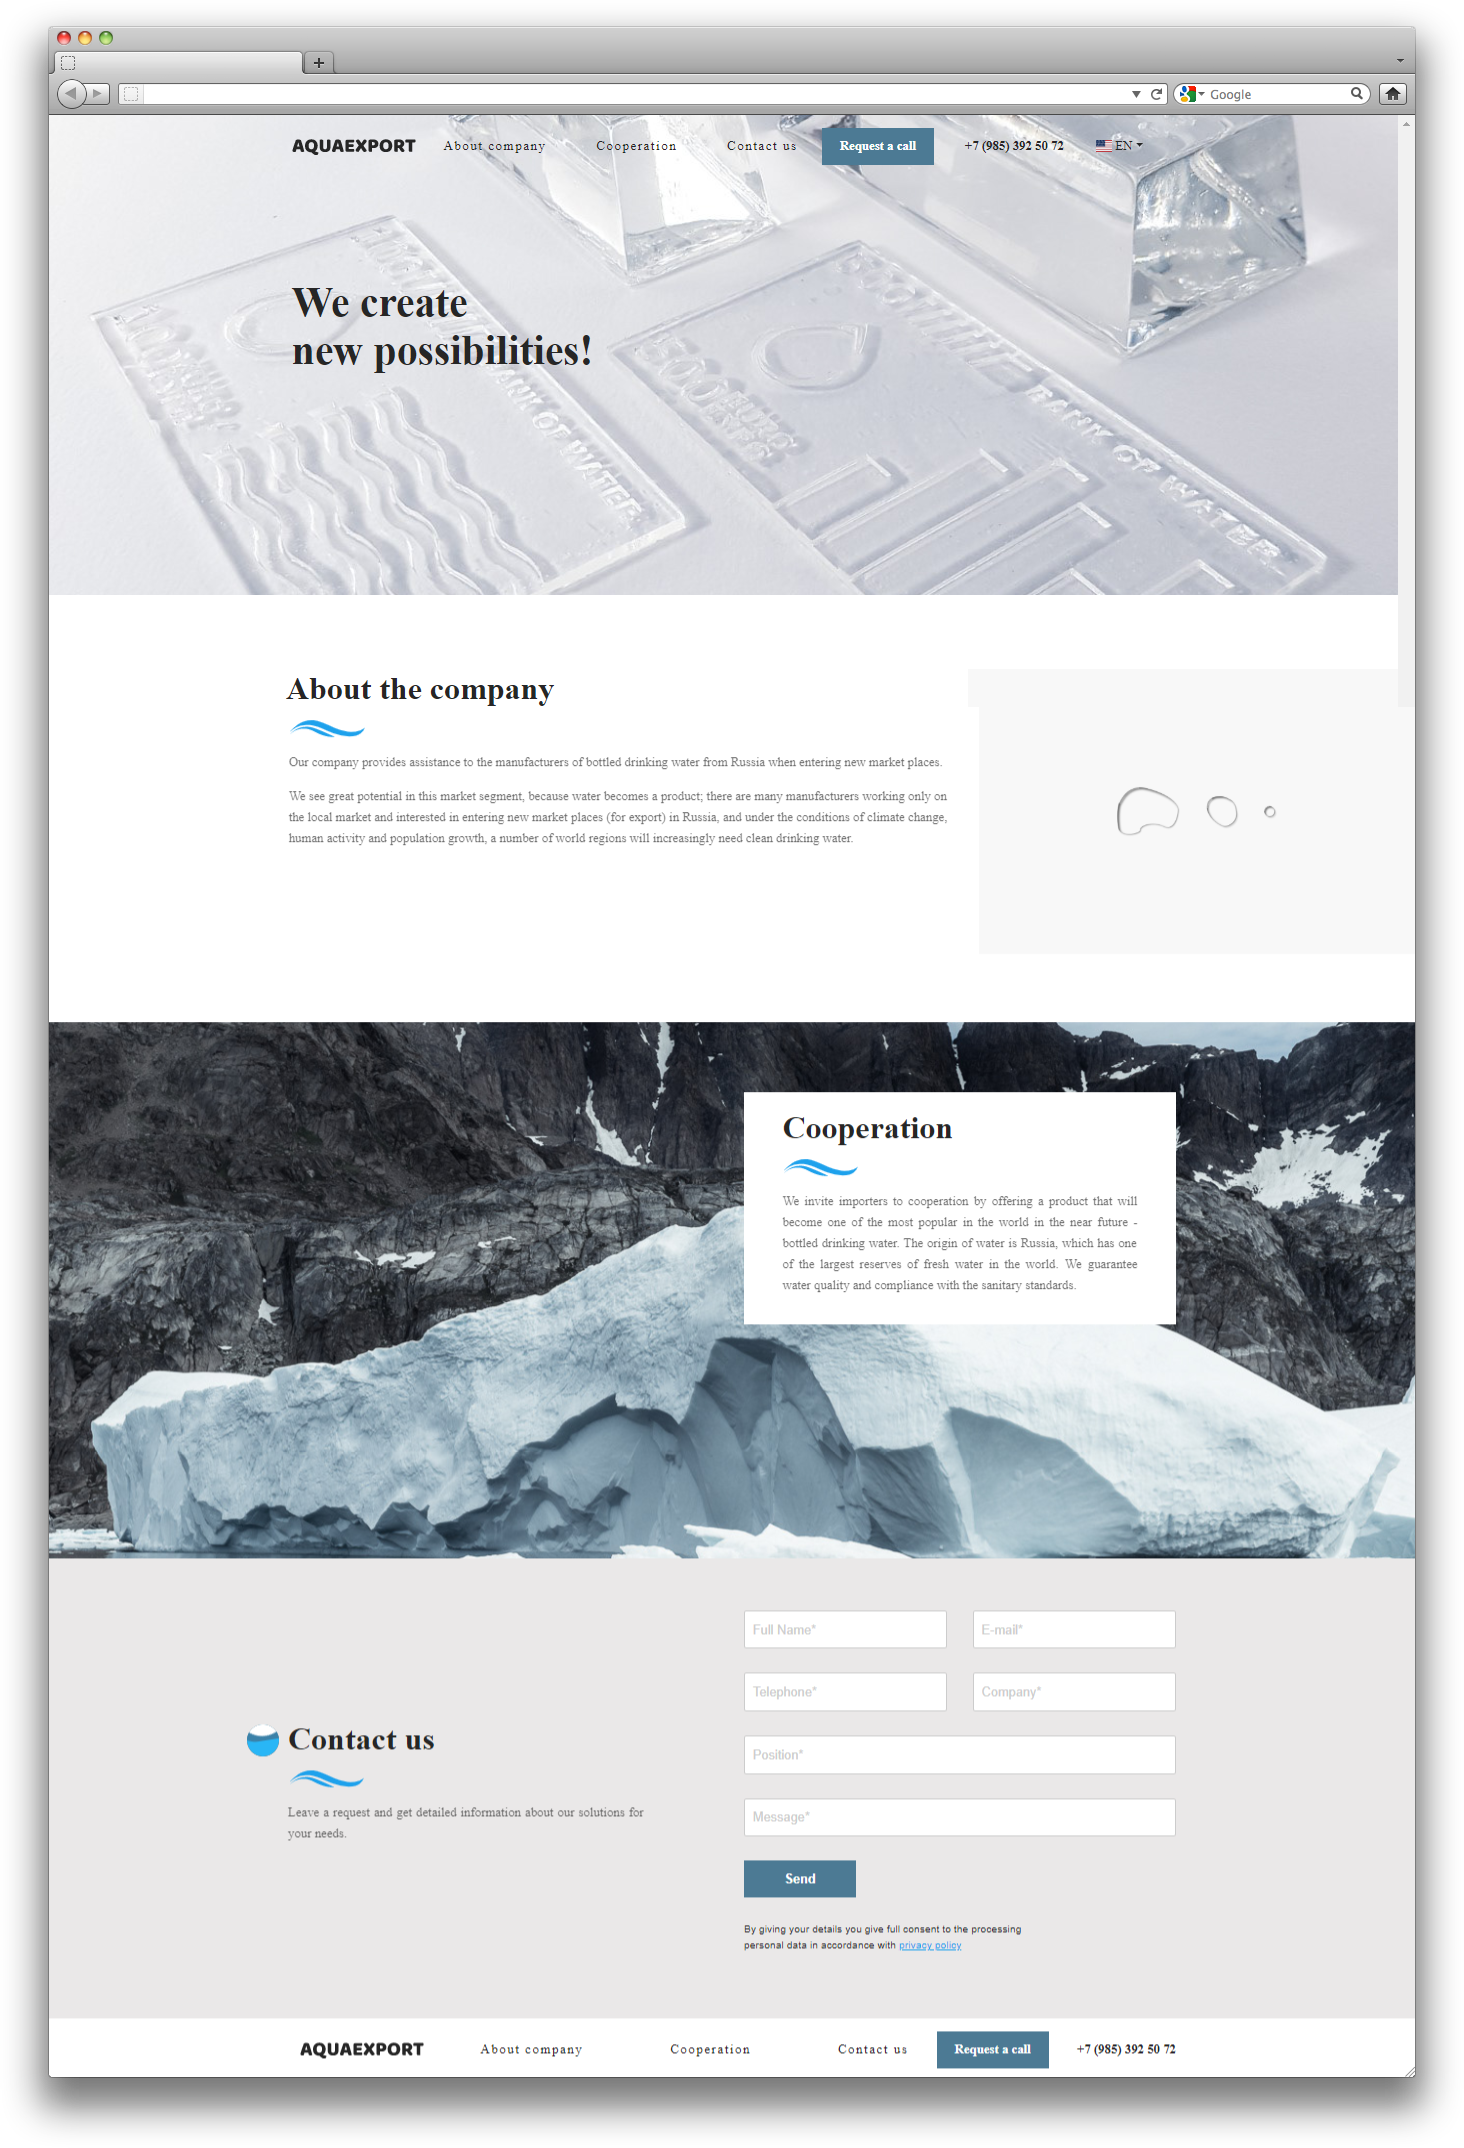 Google
AQUAEXPORT About company Cooperation Contact us Request a call +7 (985) 392 50 72 EN
We create
new possibilities!
BANK OF WATER
BANK OF WATER
About the company
Our company provides assistance to the manufacturers of bottled drinking water from Russia when entering new market places.
We see great potential in this market segment, because water becomes a product; there are many manufacturers working only on
the local market and interested in entering new market places (for export) in Russia, and under the conditions of climate change,
human activity and population growth, a number of world regions will increasingly need clean drinking water.
Cooperation
We invite importers to cooperation by offering a product that will
become one of the most popular in the world in the near future -
bottled drinking water. The origin of water is Russia, which has one
of the largest reserves of fresh water in the world. We guarantee
water quality and compliance with the sanitary standards.
Full Name* E-mail*
Telephone* Company*
Position*
Message*
Contact us
Leave a request and get detailed information about our solutions for
your needs.
Send
By giving your details you give full consent to the processing
personal data in accordance with privacy policy
AQUAEXPORT About company Cooperation Contact us Request a call +7 (985) 392 50 72